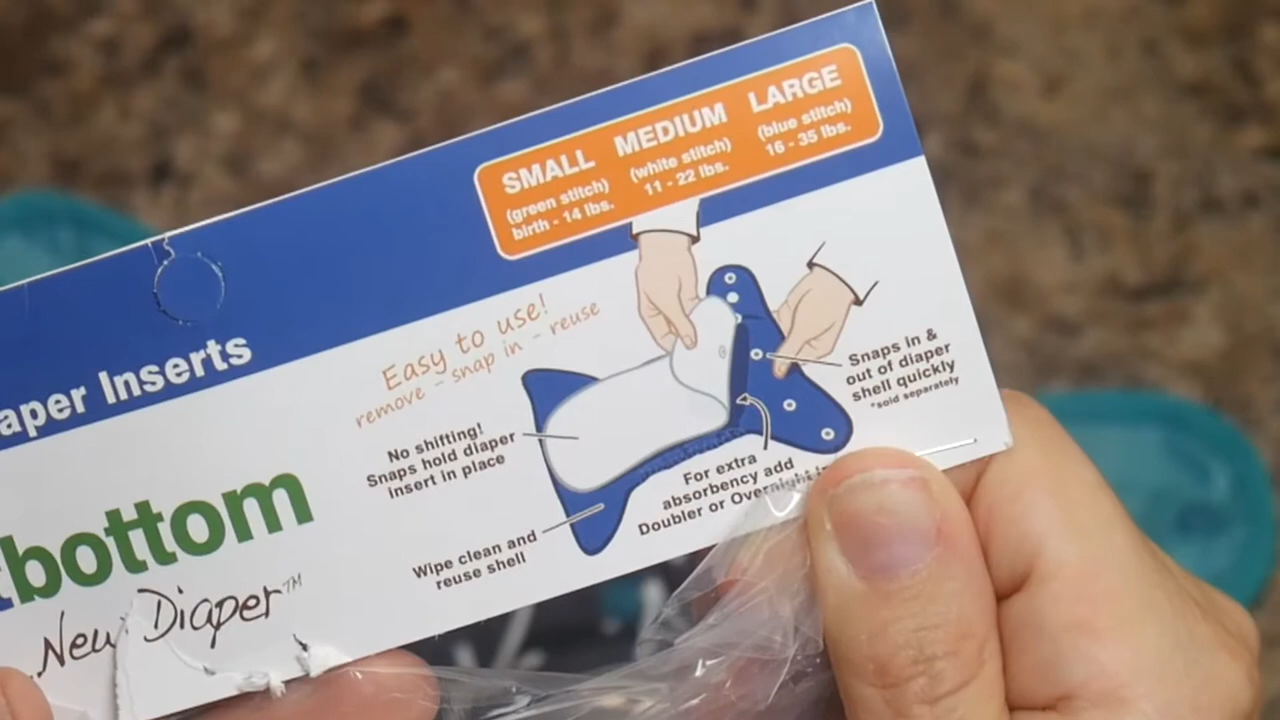 SMALL
(green stitch)
birth - 14 lbs.
MEDIUM
(white stitch)
11 - 22 lbs.
LARGE
(blue stitch)
16 - 35 lbs.
aper Inserts
Easy to use!
remove - snap in - reuse
No shifting!
Snaps hold diaper
insert in place
Snaps in &
out of diaper
shell quickly
*sold separately
For extra
absorbency add
Doubler or Overnight
Wipe clean and
reuse shell
bottom
New Diaper™